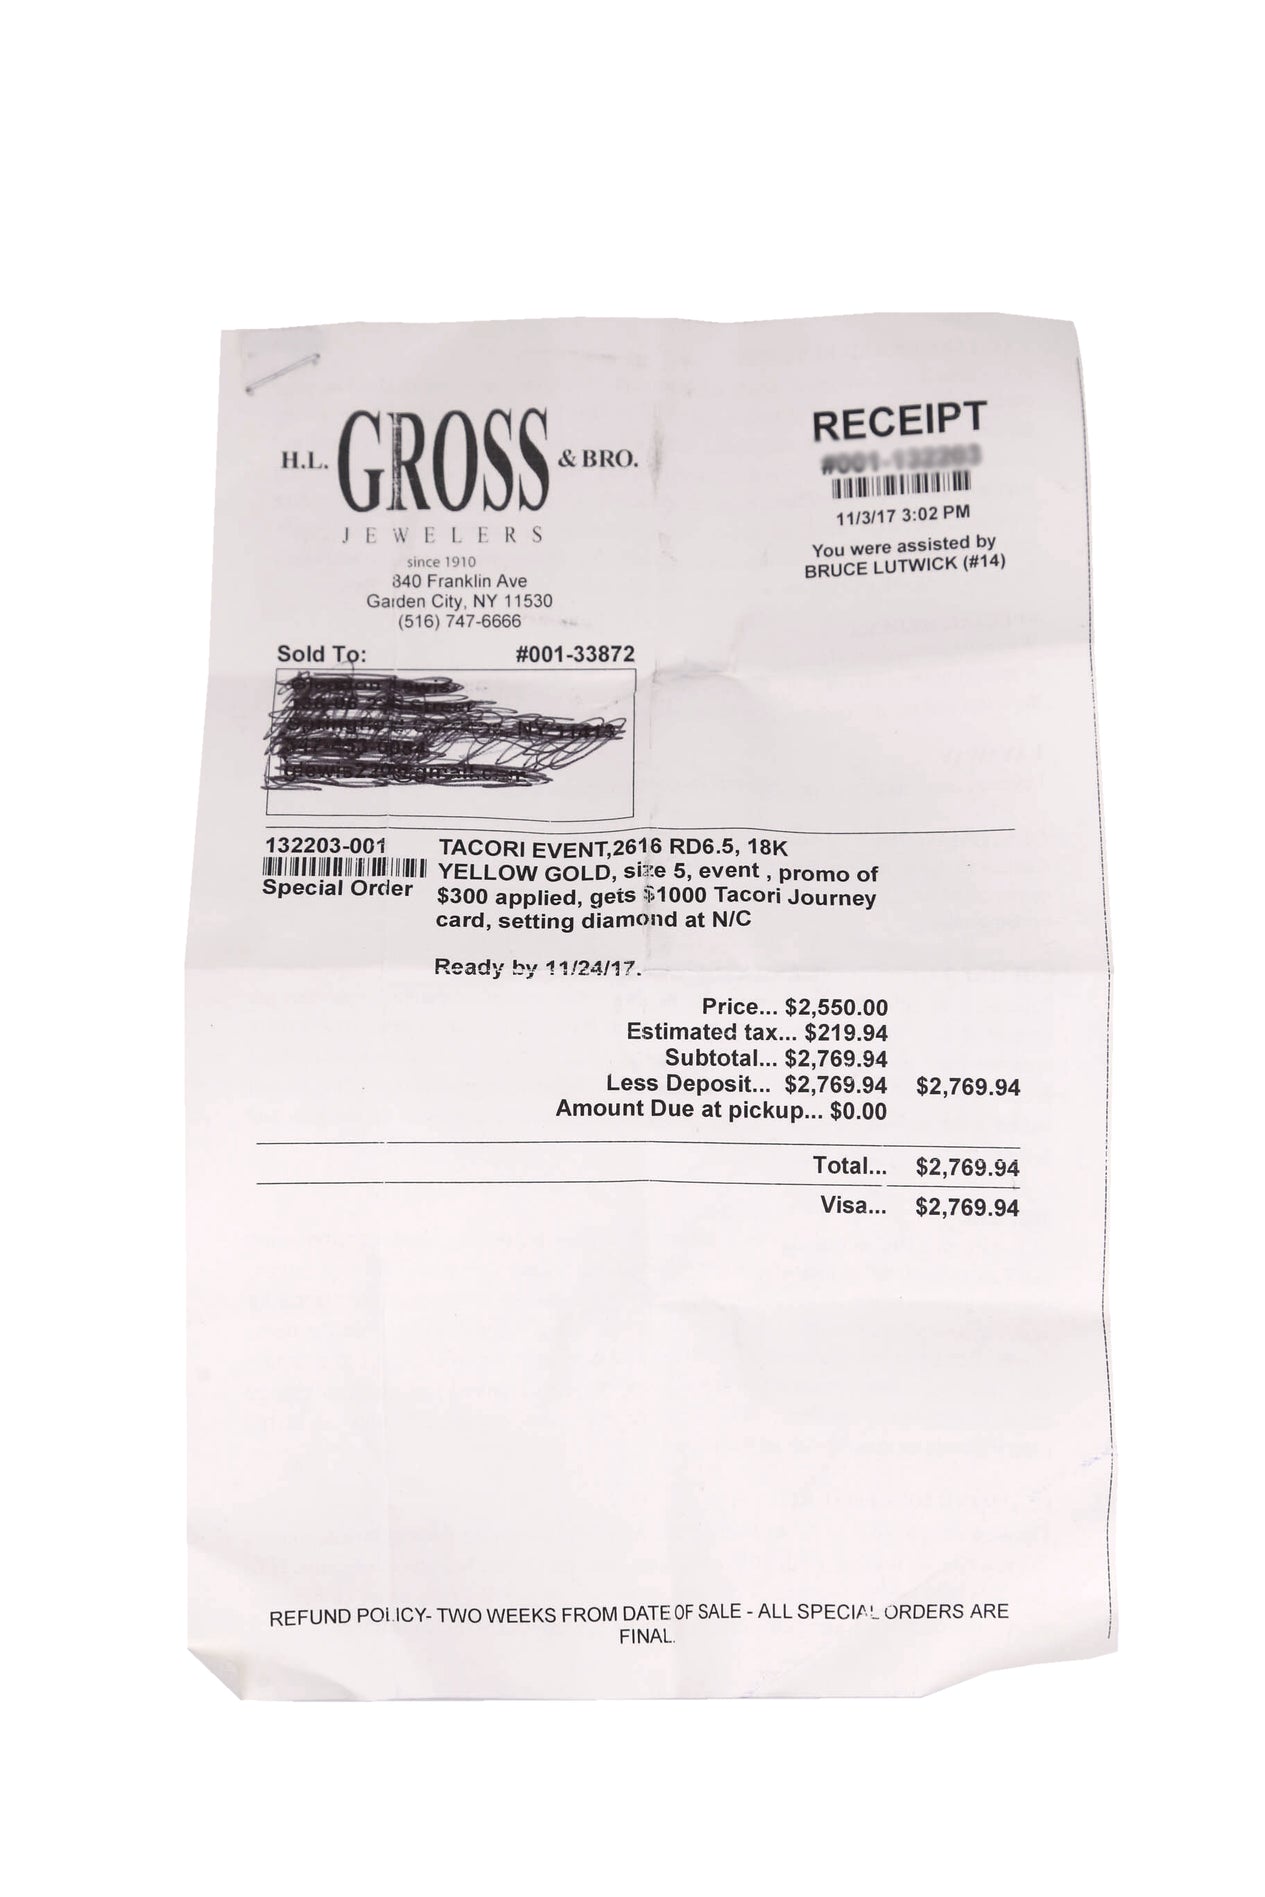 H.L. GROSS & BRO.
JEWELERS
since 1910
840 Franklin Ave
Garden City, NY 11530
(516) 747-6666
RECEIPT
11/3/17 3:02 PM
You were assisted by
BRUCE LUTWICK (#14)
Sold To: #001-33872
132203-001
Special Order
TACORI EVENT,2616 RD6.5, 18K
YELLOW GOLD, size 5, event , promo of
$300 applied, gets $1000 Tacori Journey
card, setting diamond at N/C
Ready by 11/24/17.
Price... $2,550.00
Estimated tax... $219.94
Subtotal... $2,769.94
Less Deposit... $2,769.94 $2,769.94
Amount Due at pickup... $0.00
Total... $2,769.94
Visa... $2,769.94
REFUND POLICY- TWO WEEKS FROM DATE OF SALE - ALL SPECIAL ORDERS ARE
FINAL.